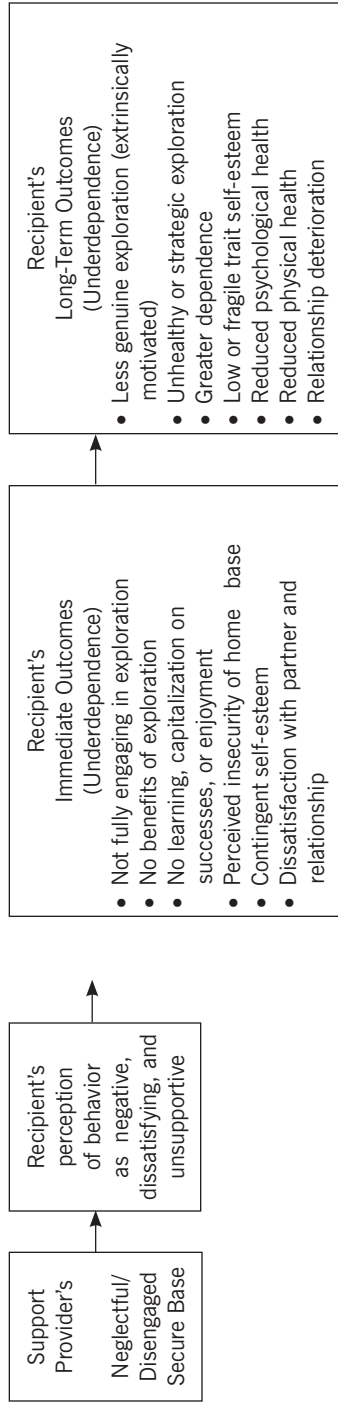 Support
Provider's
Neglectful/
Disengaged
Secure Base
Recipient's
perception
of behavior
as negative,
dissatisfying, and
unsupportive
Recipient's
Immediate Outcomes
(Underdependence)
• Not fully engaging in exploration
• No benefits of exploration
• No learning, capitalization on
successes, or enjoyment
• Perceived insecurity of home base
• Contingent self-esteem
• Dissatisfaction with partner and
relationship
Recipient's
Long-Term Outcomes
(Underdependence)
• Less genuine exploration (extrinsically
motivated)
• Unhealthy or strategic exploration
• Greater dependence
• Low or fragile trait self-esteem
• Reduced psychological health
• Reduced physical health
• Relationship deterioration